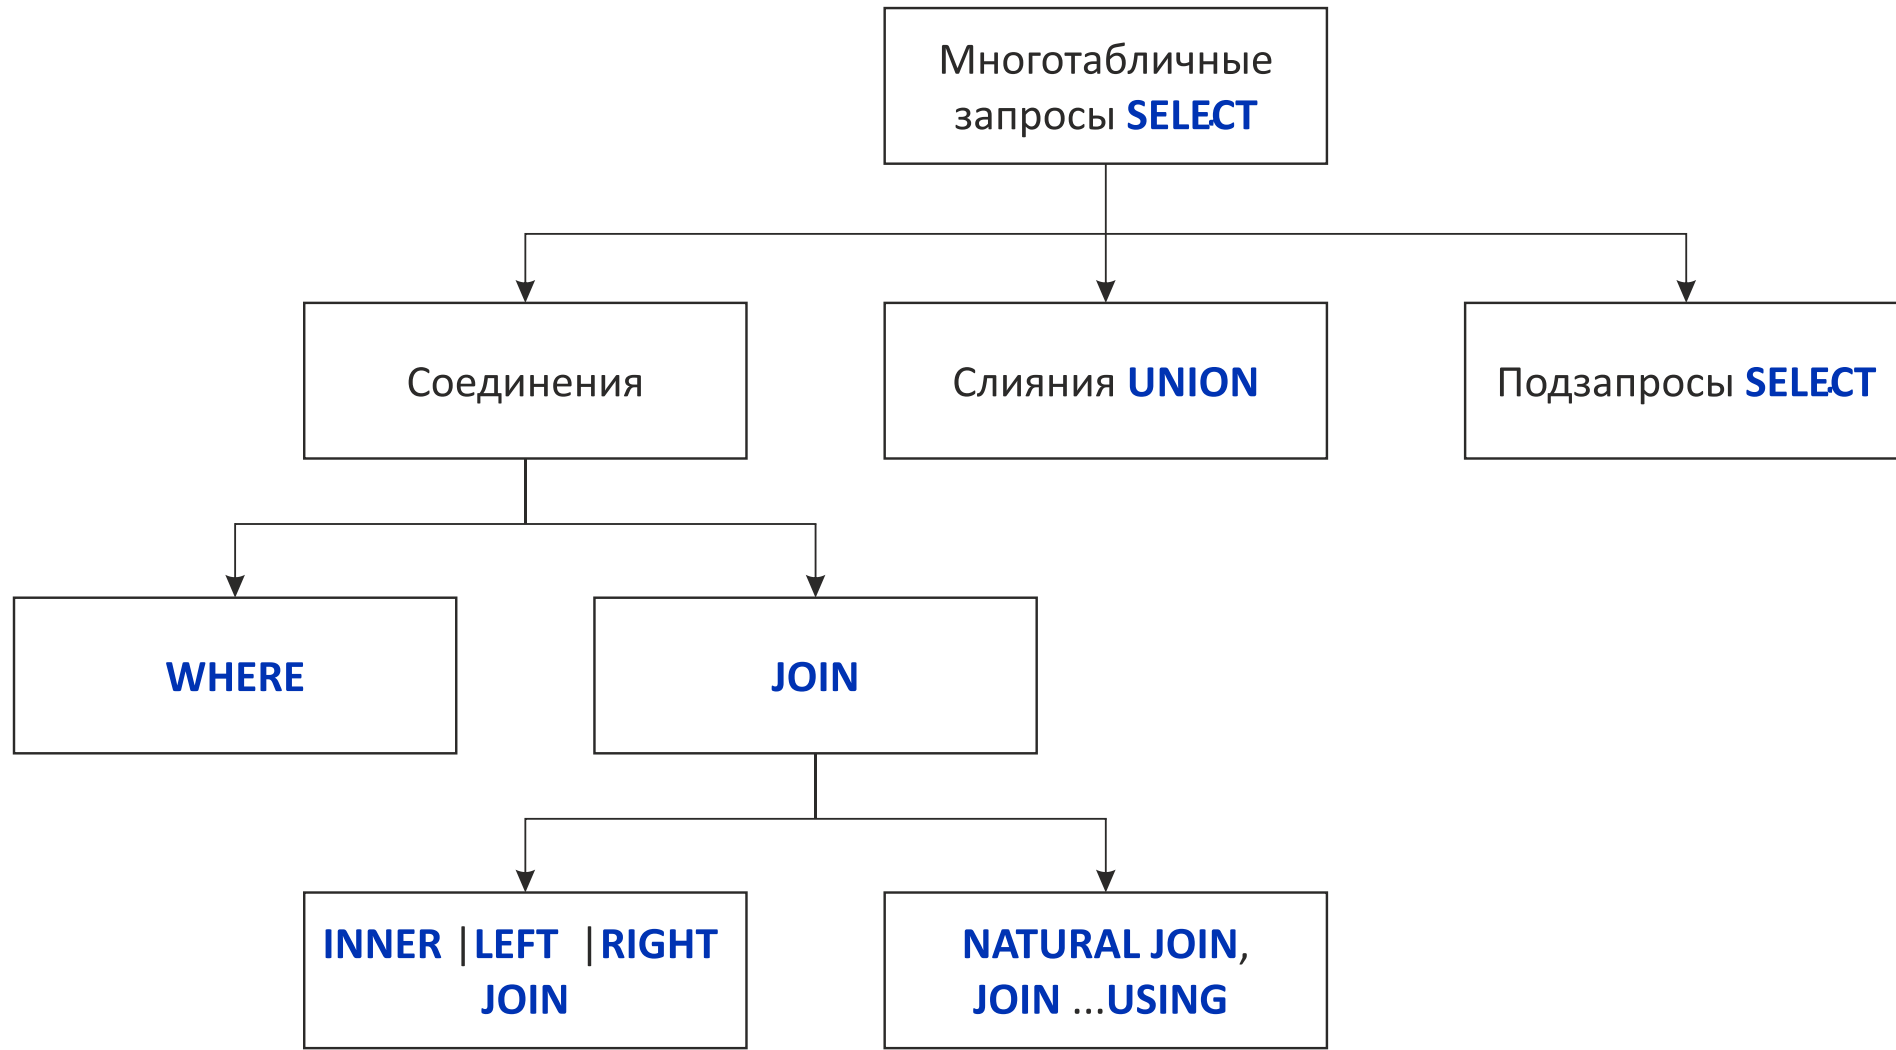 Многотабличные
запросы SELECT
Соединения
Слияния UNION
Подзапросы SELECT
WHERE
JOIN
INNER |LEFT |RIGHT
JOIN
NATURAL JOIN,
JOIN ...USING